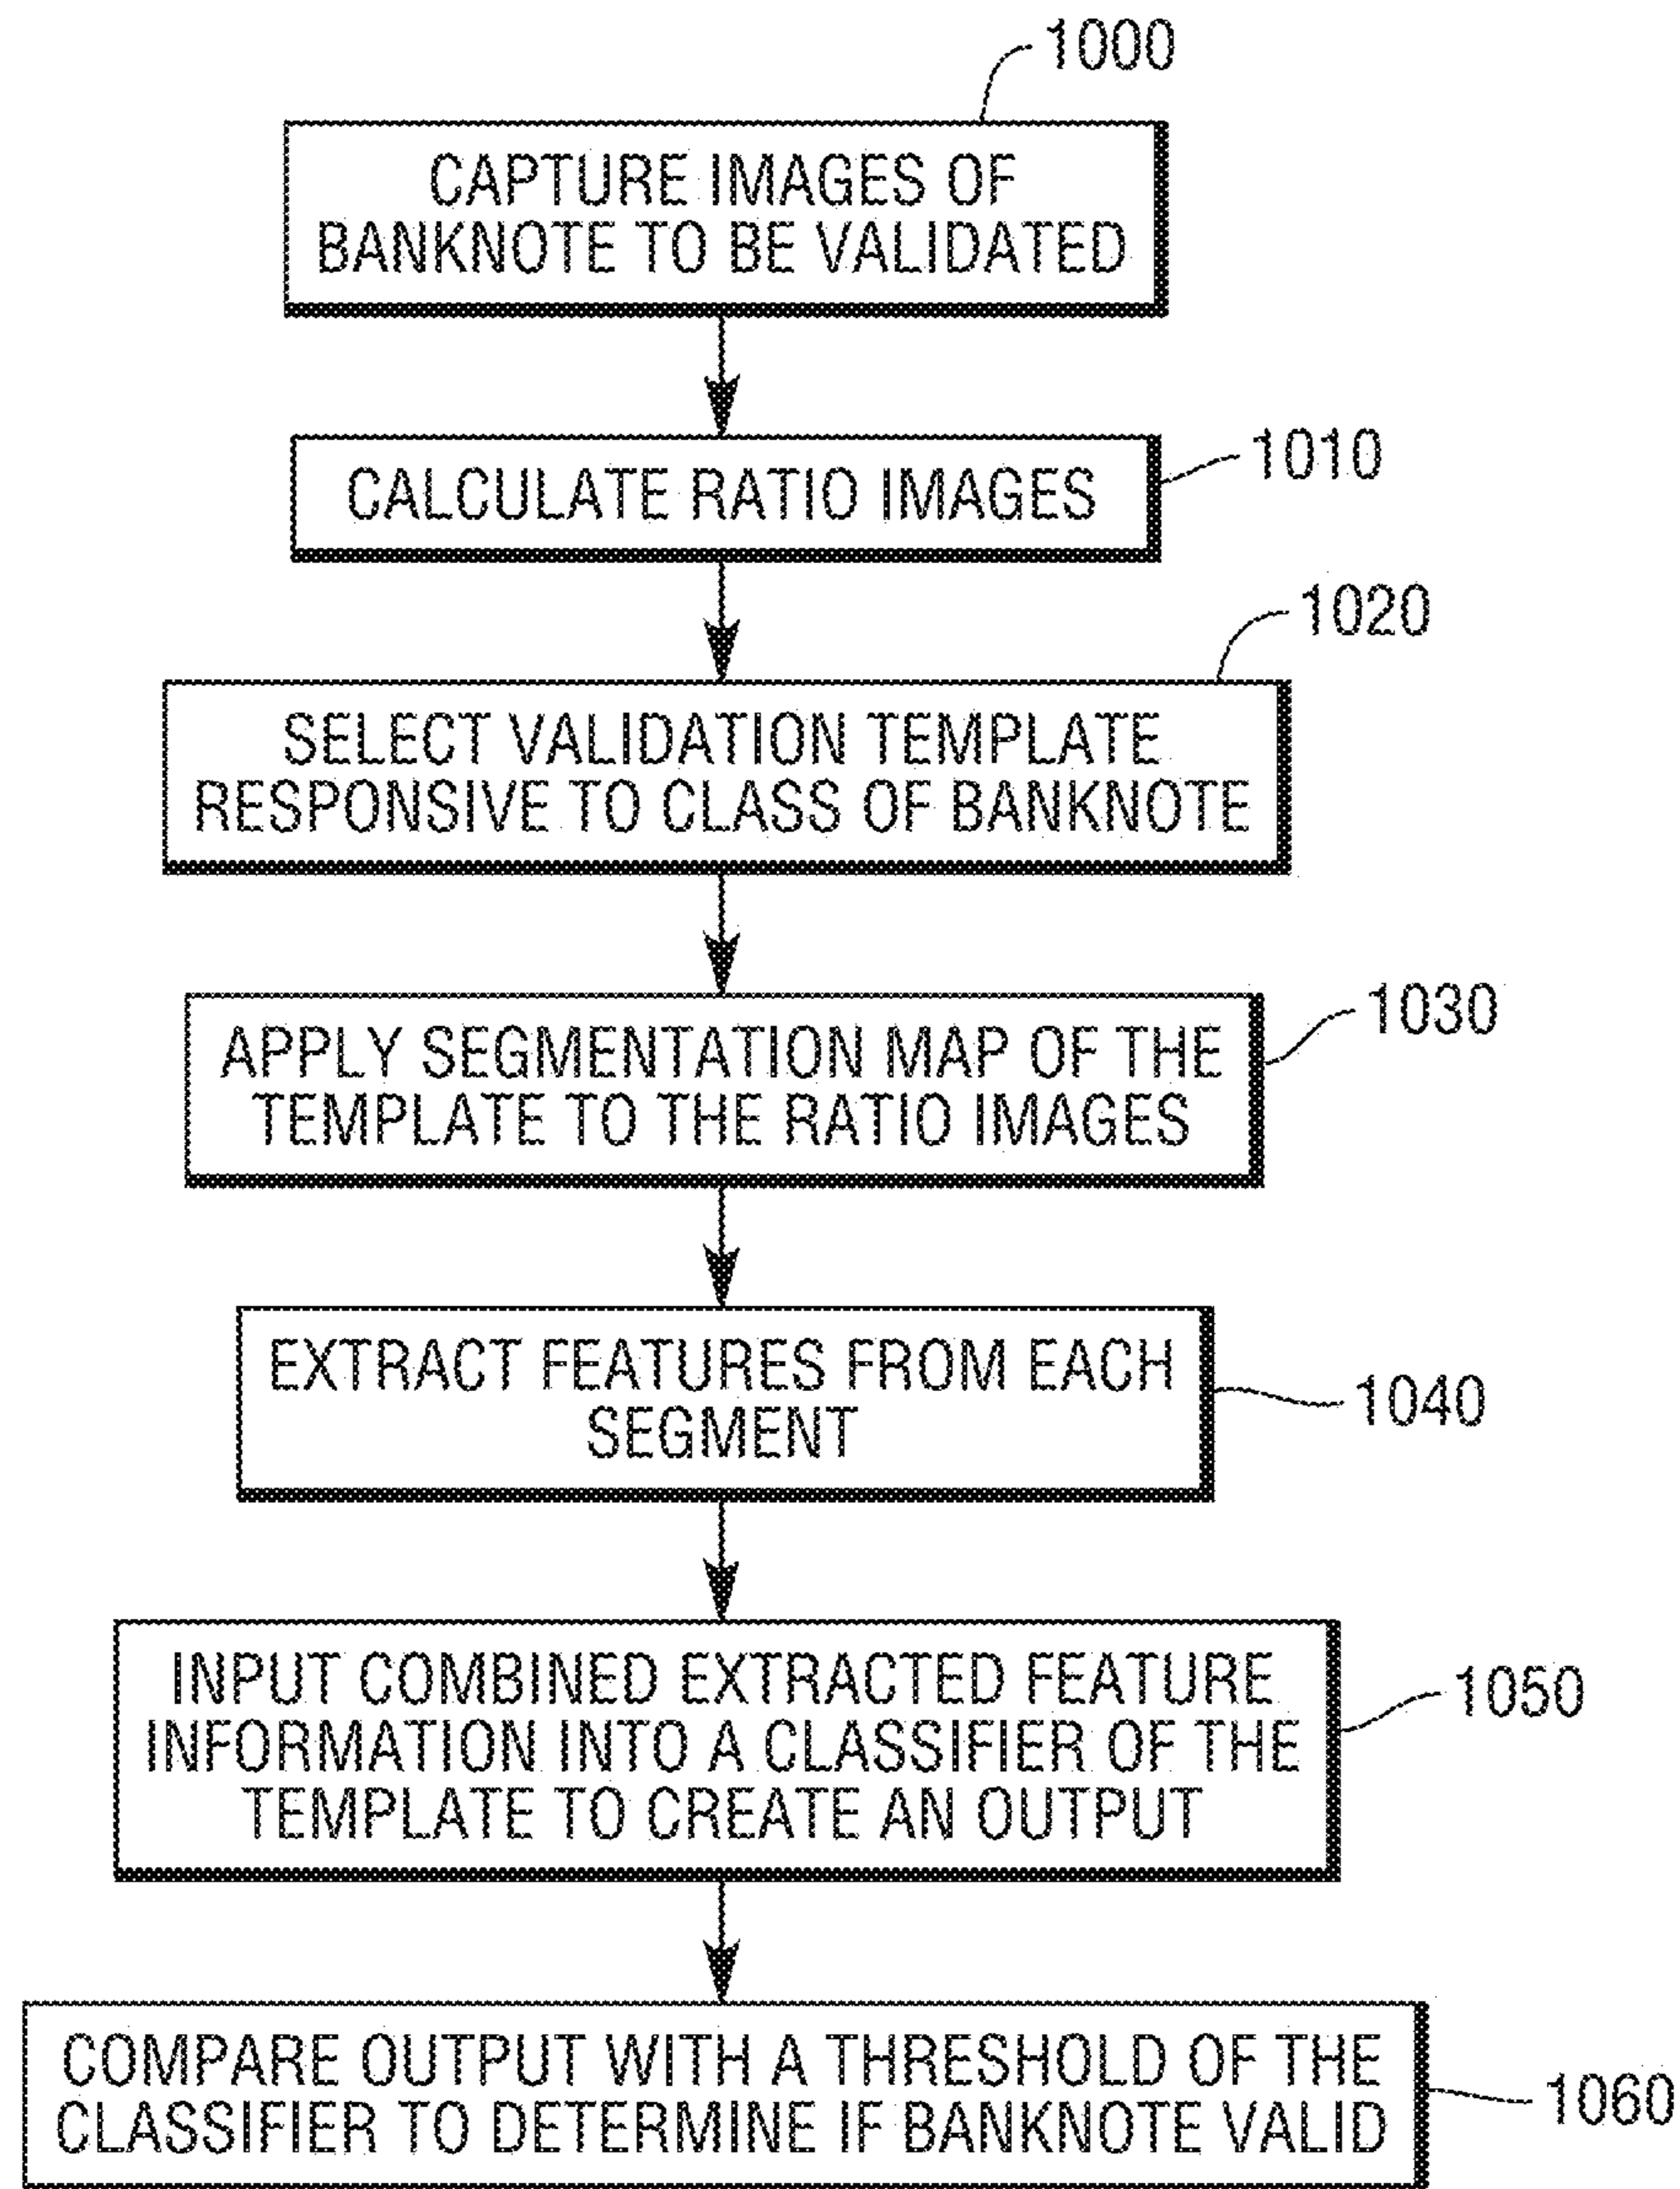 1000
CAPTURE IMAGES OF
BANKNOTE TO BE VALIDATED
CALCULATE RATIO IMAGES
1010
1020
SELECT VALIDATION TEMPLATE
RESPONSIVE TO CLASS OF BANKNOTE
APPLY SEGMENTATION MAP OF THE
TEMPLATE TO THE RATIO IMAGES
1030
EXTRACT FEATURES FROM EACH
SEGMENT
1040
INPUT COMBINED EXTRACTED FEATURE
INFORMATION INTO A CLASSIFIER OF THE
TEMPLATE TO CREATE AN OUTPUT
1050
COMPARE OUTPUT WITH A THRESHOLD OF THE
CLASSIFIER TO DETERMINE IF BANKNOTE VALID
1060